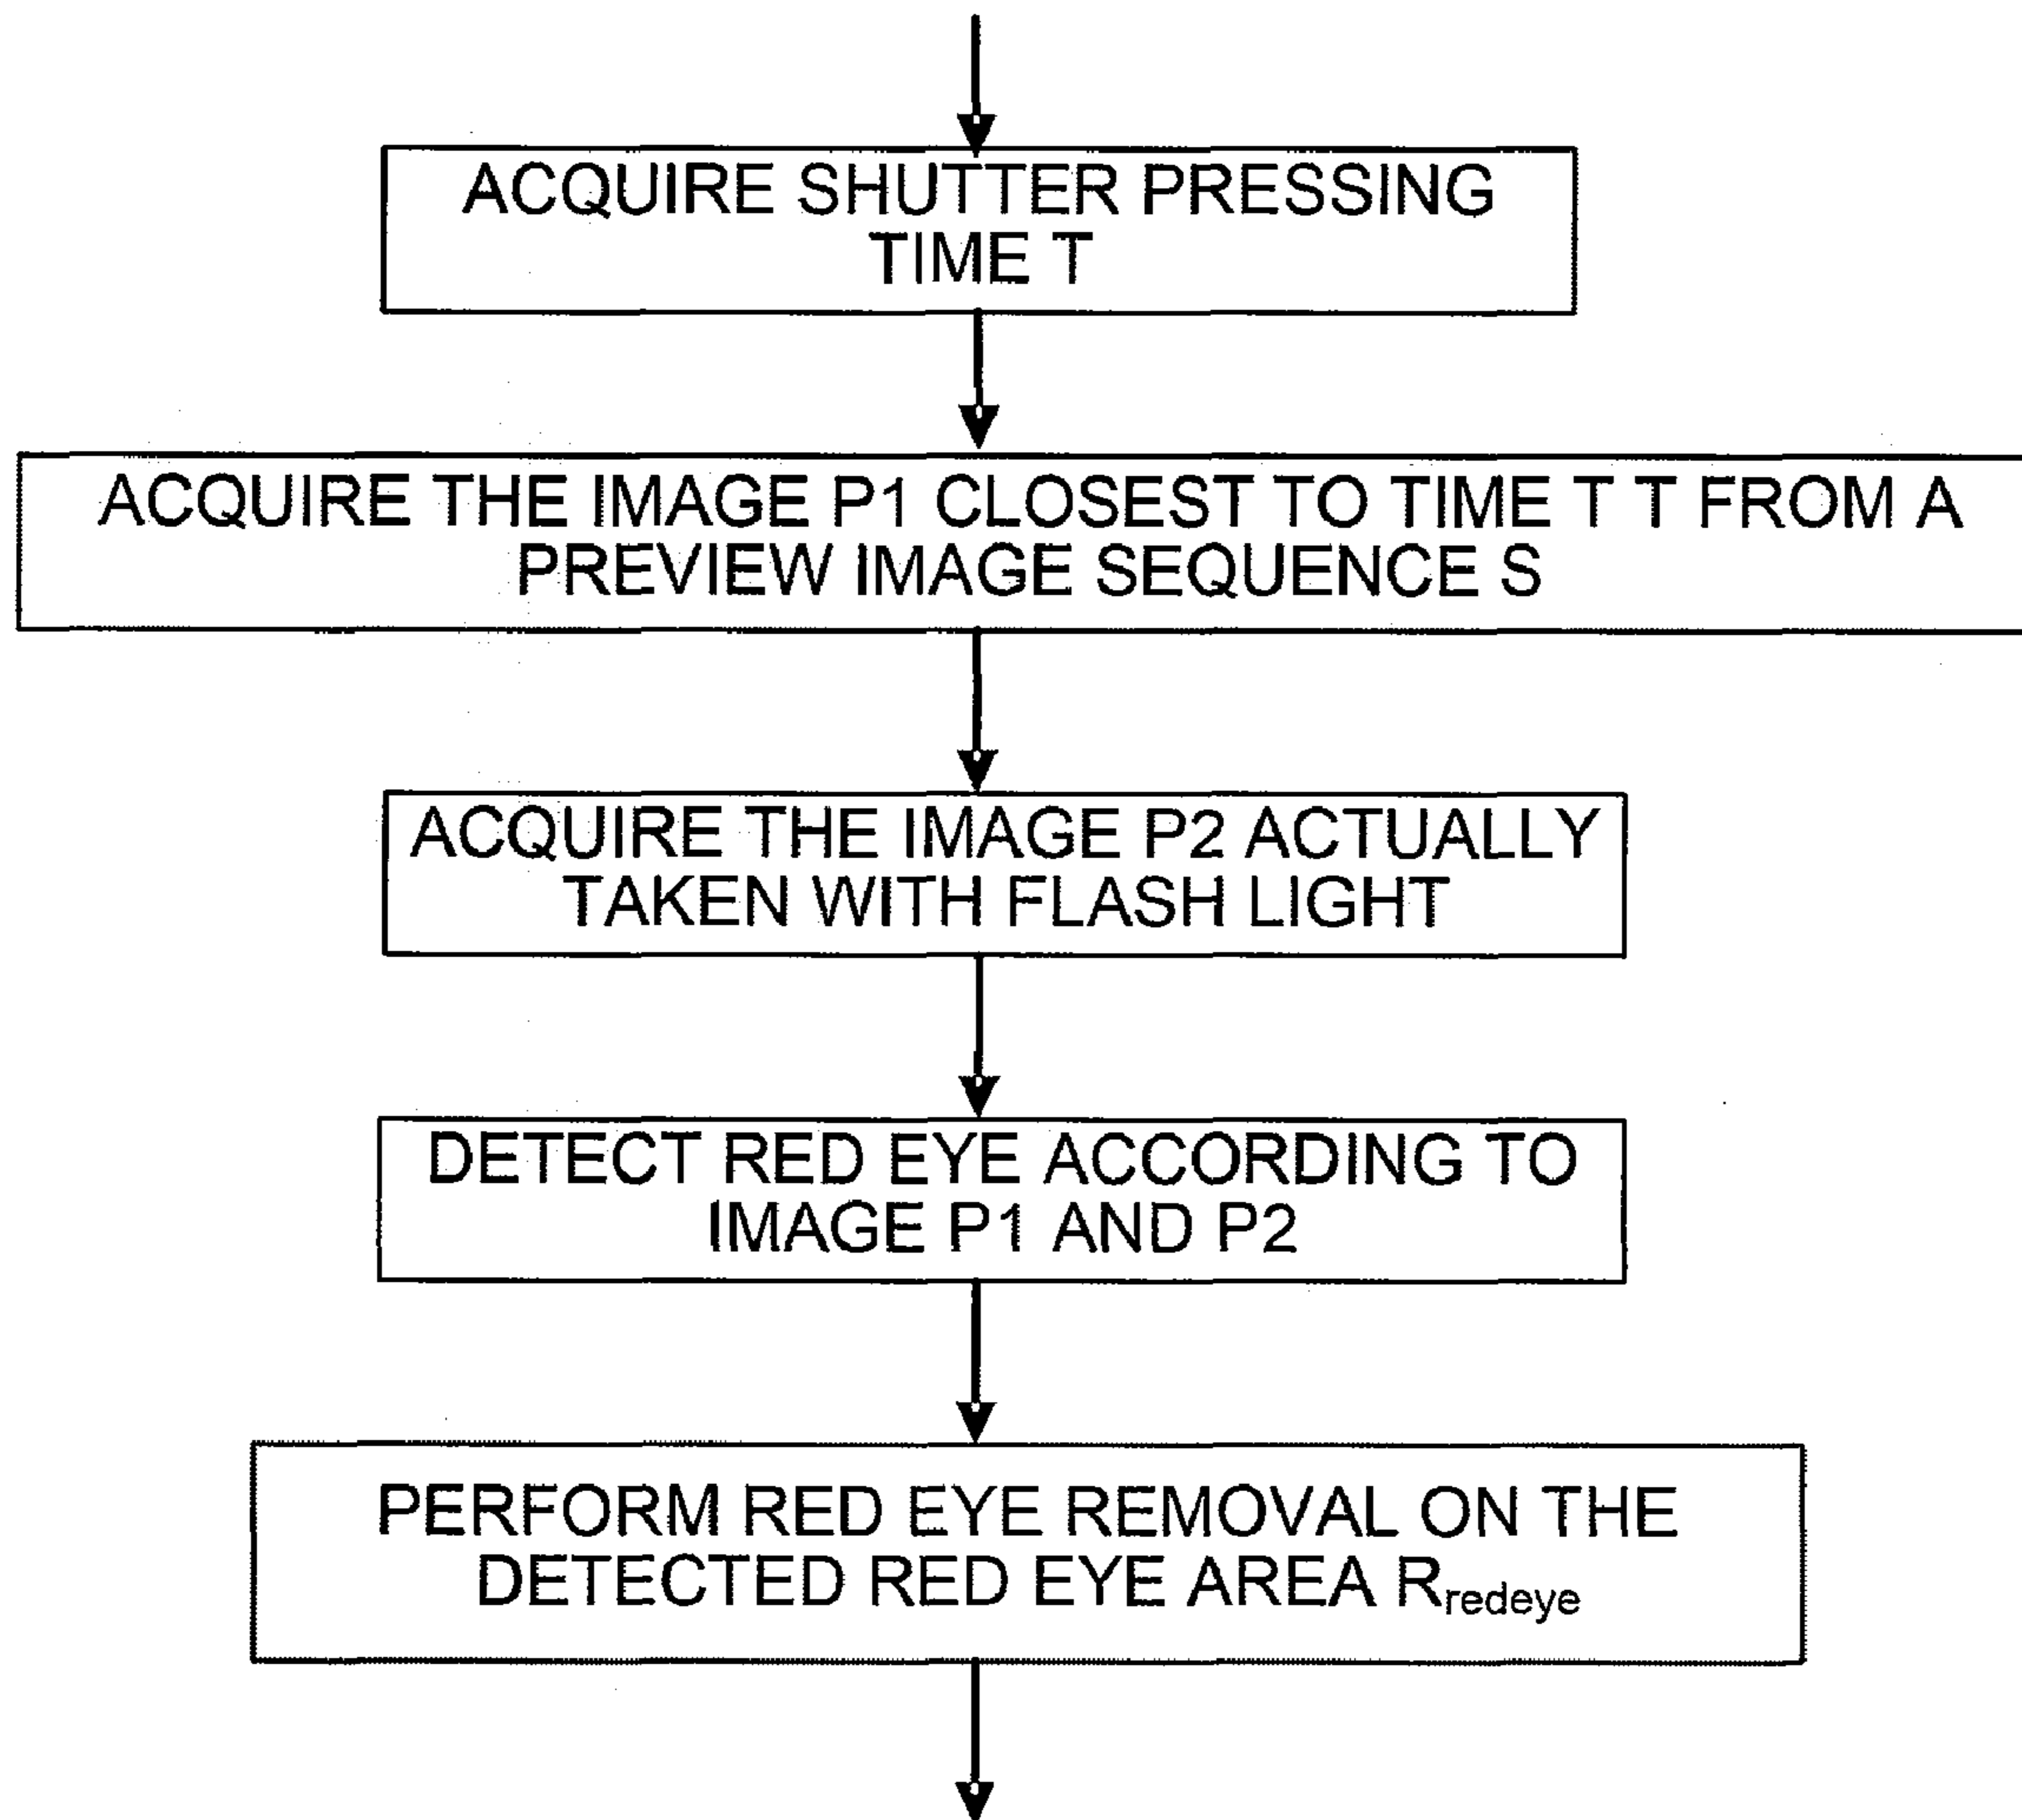 ACQUIRE SHUTTER PRESSING
TIME T
ACQUIRE THE IMAGE P1 CLOSEST TO TIME T T FROM A
PREVIEW IMAGE SEQUENCE S
ACQUIRE THE IMAGE P2 ACTUALLY
TAKEN WITH FLASH LIGHT
DETECT RED EYE ACCORDING TO
IMAGE P1 AND P2
PERFORM RED EYE REMOVAL ON THE
DETECTED RED EYE AREA Rredeye